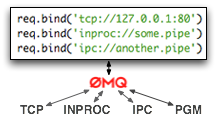 req.bind('tcp://127.0.0.1:80')
req.bind('inproc://some.pipe')
req.bind('ipc://another.pipe')
ØMQ
TCP INPROC IPC PGM